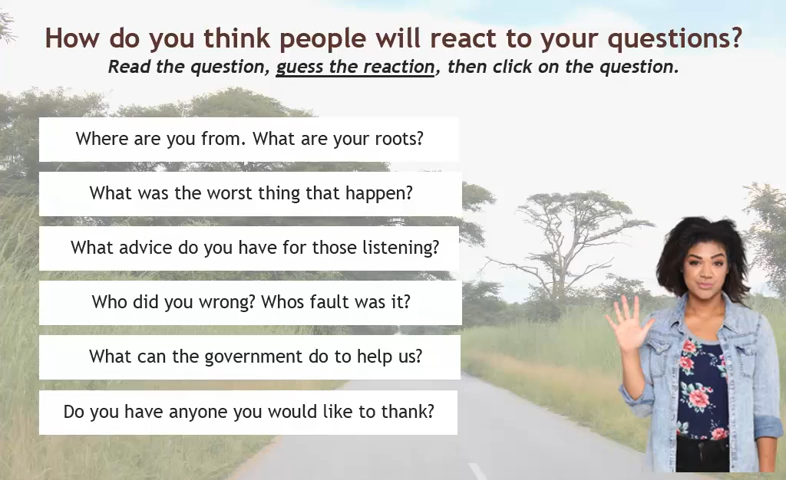 How do you think people will react to your questions?
Read the question, guess the reaction, then click on the question.
Where are you from. What are your roots?
What was the worst thing that happen?
What advice do you have for those listening?
Who did you wrong? Whos fault was it?
What can the government do to help us?
Do you have anyone you would like to thank?